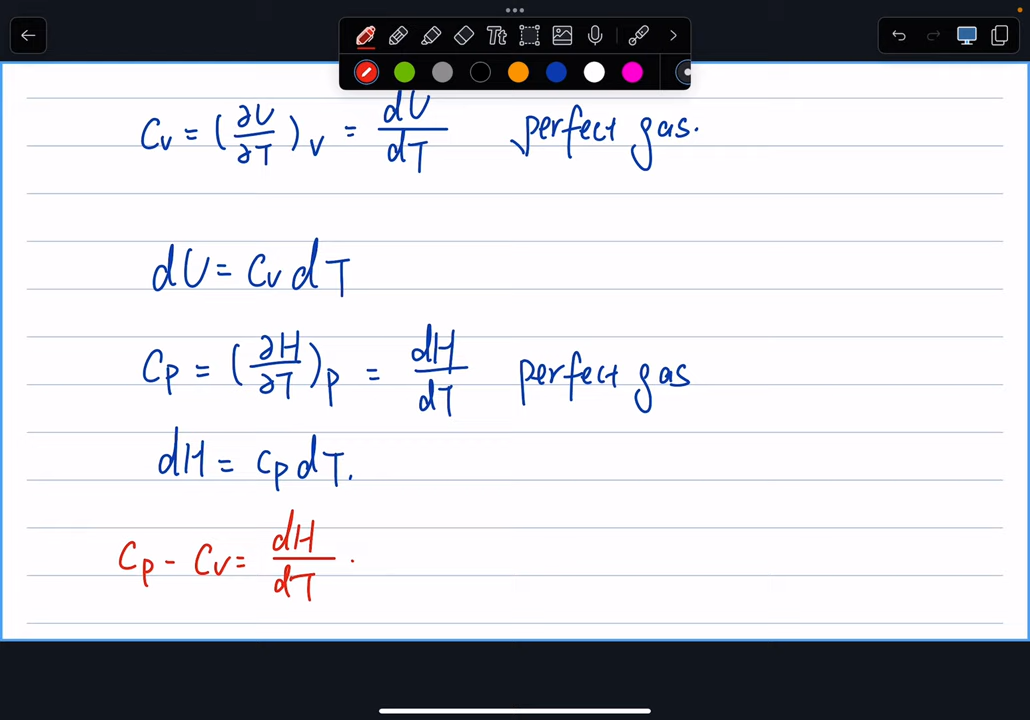 Tt
Cv = (∂U/∂T)v = dU/dT perfect gas.
dU = Cv dT
Cp = (∂H/∂T)p = dH/dT perfect gas
dH = Cp dT.
Cp - Cv = dH/dT